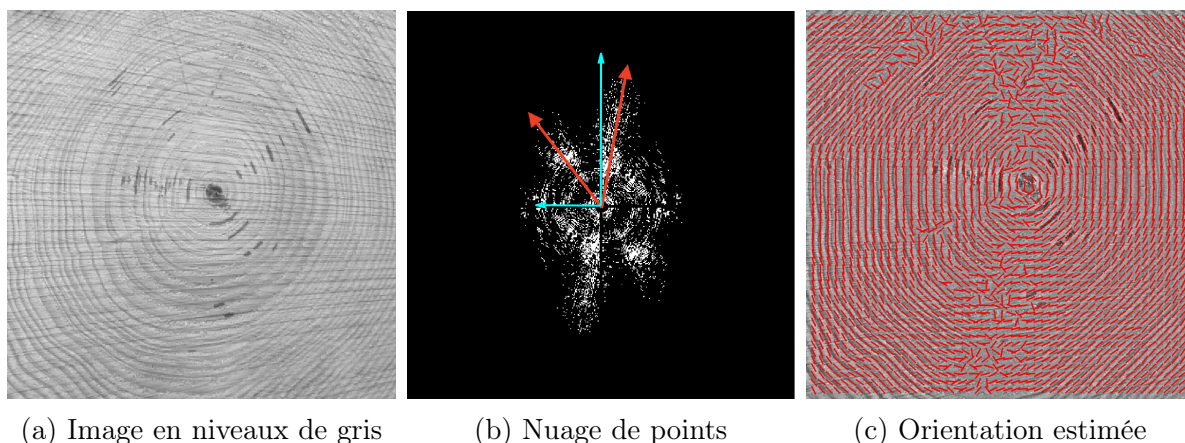 (a) Image en niveaux de gris
(b) Nuage de points
(c) Orientation estimée